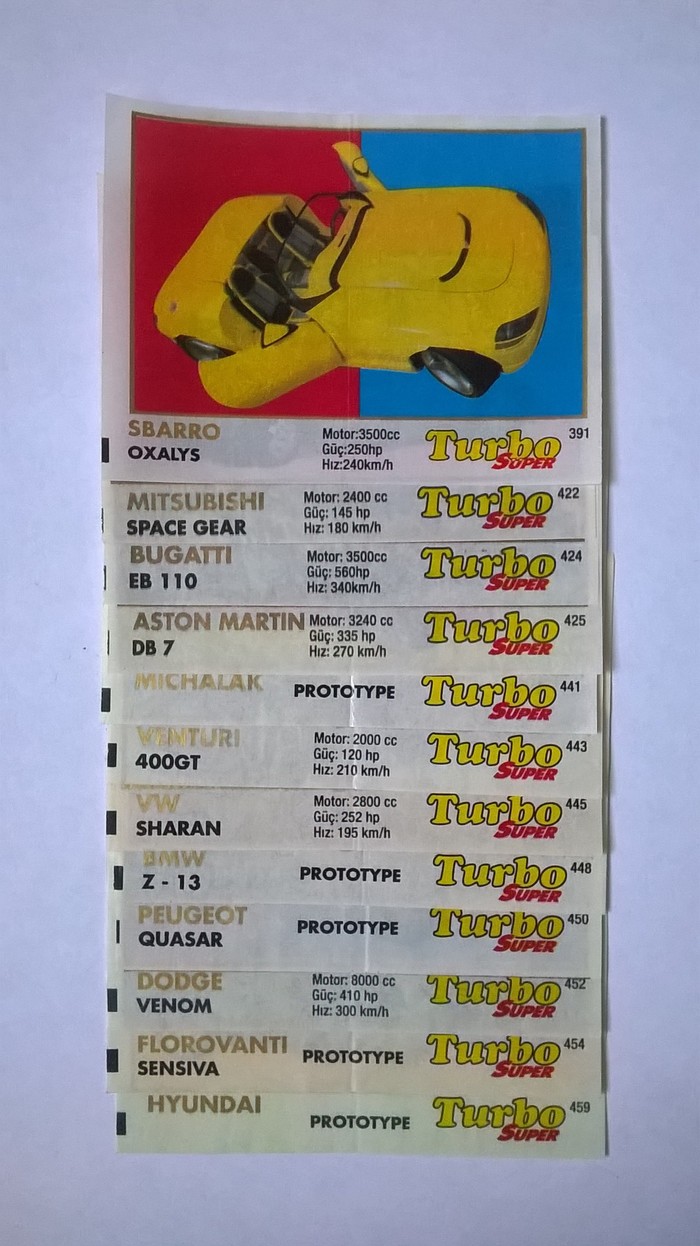 SBARRO
OXALYS
Motor:3500cc
Güç:250hp
Hız:240km/h
Turbo
SUPER
391
MITSUBISHI
SPACE GEAR
Motor: 2400 cc
Güç: 145 hp
Hız: 180 km/h
Turbo
SUPER
422
BUGATTI
EB 110
Motor: 3500cc
Güç: 560hp
Hız: 340km/h
Turbo
SUPER
424
ASTON MARTIN
DB 7
Motor: 3240 cc
Güç: 335 hp
Hız: 270 km/h
Turbo
SUPER
425
MICHALAK
PROTOTYPE
Turbo
SUPER
441
VENTURI
400GT
Motor: 2000 cc
Güç: 120 hp
Hız: 210 km/h
Turbo
SUPER
443
VW
SHARAN
Motor: 2800 cc
Güç: 252 hp
Hız: 195 km/h
Turbo
SUPER
445
BMW
Z - 13
PROTOTYPE
Turbo
SUPER
448
PEUGEOT
QUASAR
PROTOTYPE
Turbo
SUPER
450
DODGE
VENOM
Motor: 8000 cc
Güç: 410 hp
Hız: 300 km/h
Turbo
SUPER
452
FLOROVANTI
SENSIVA
PROTOTYPE
Turbo
SUPER
454
HYUNDAI
PROTOTYPE
Turbo
SUPER
459